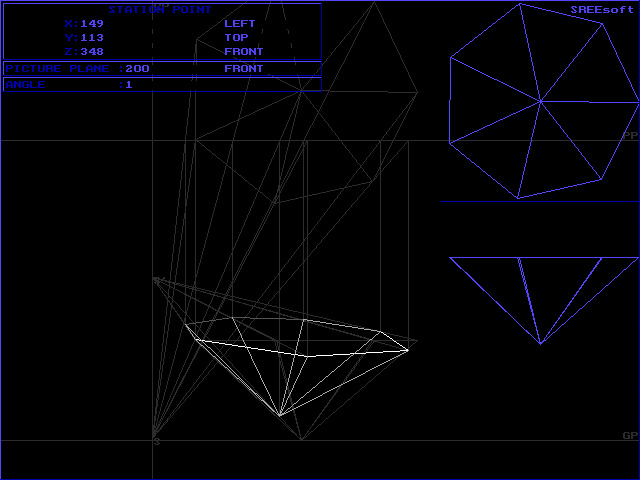 STATION POINT
SREEsoft
X:149 LEFT
Y:113 TOP
Z:348 FRONT
PICTURE PLANE :200 FRONT
ANGLE :1
PP
GP